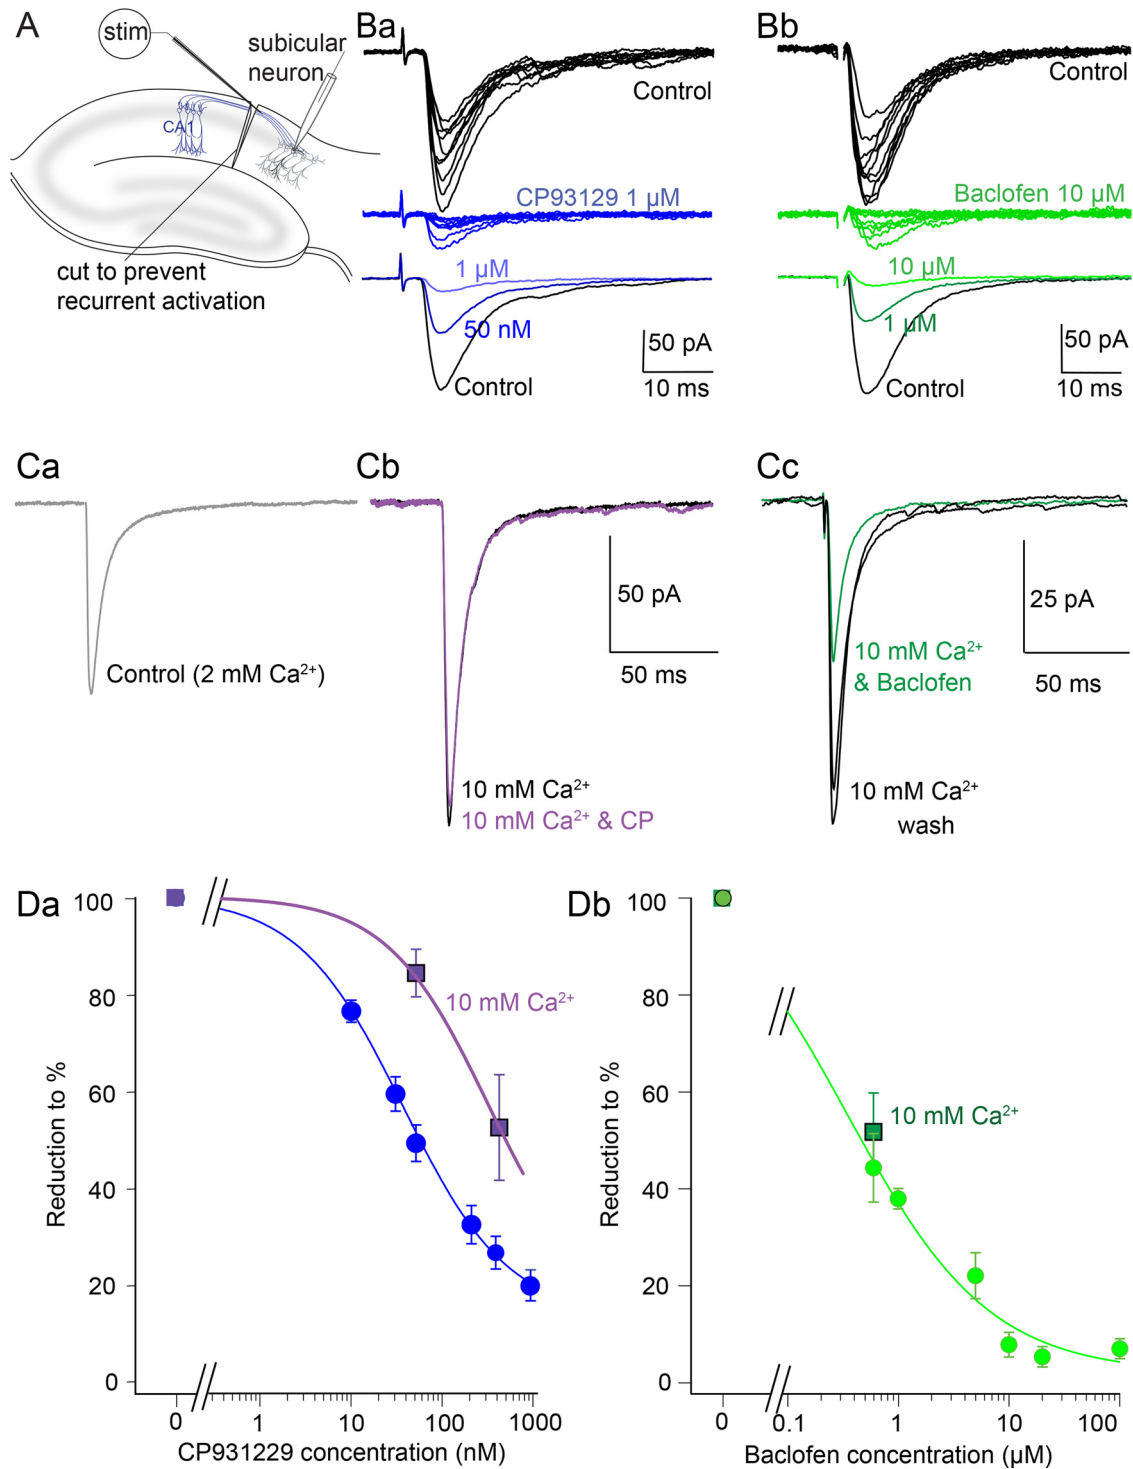 A
stim
subicular
neuron
CA1
cut to prevent
recurrent activation
Ba
Control
CP93129 1 µM
1 µM
50 nM
Control
50 pA
10 ms
Bb
Control
Baclofen 10 µM
10 µM
1 µM
Control
50 pA
10 ms
Ca
Control (2 mM Ca²⁺)
Cb
50 pA
50 ms
10 mM Ca²⁺
10 mM Ca²⁺ & CP
Cc
25 pA
50 ms
10 mM Ca²⁺
& Baclofen
10 mM Ca²⁺
wash
Da
Reduction to %
100
80
60
40
20
0
10 mM Ca²⁺
0
1
10
100
1000
CP931229 concentration (nM)
Db
Reduction to %
100
80
60
40
20
0
10 mM Ca²⁺
0
0.1
1
10
100
Baclofen concentration (µM)